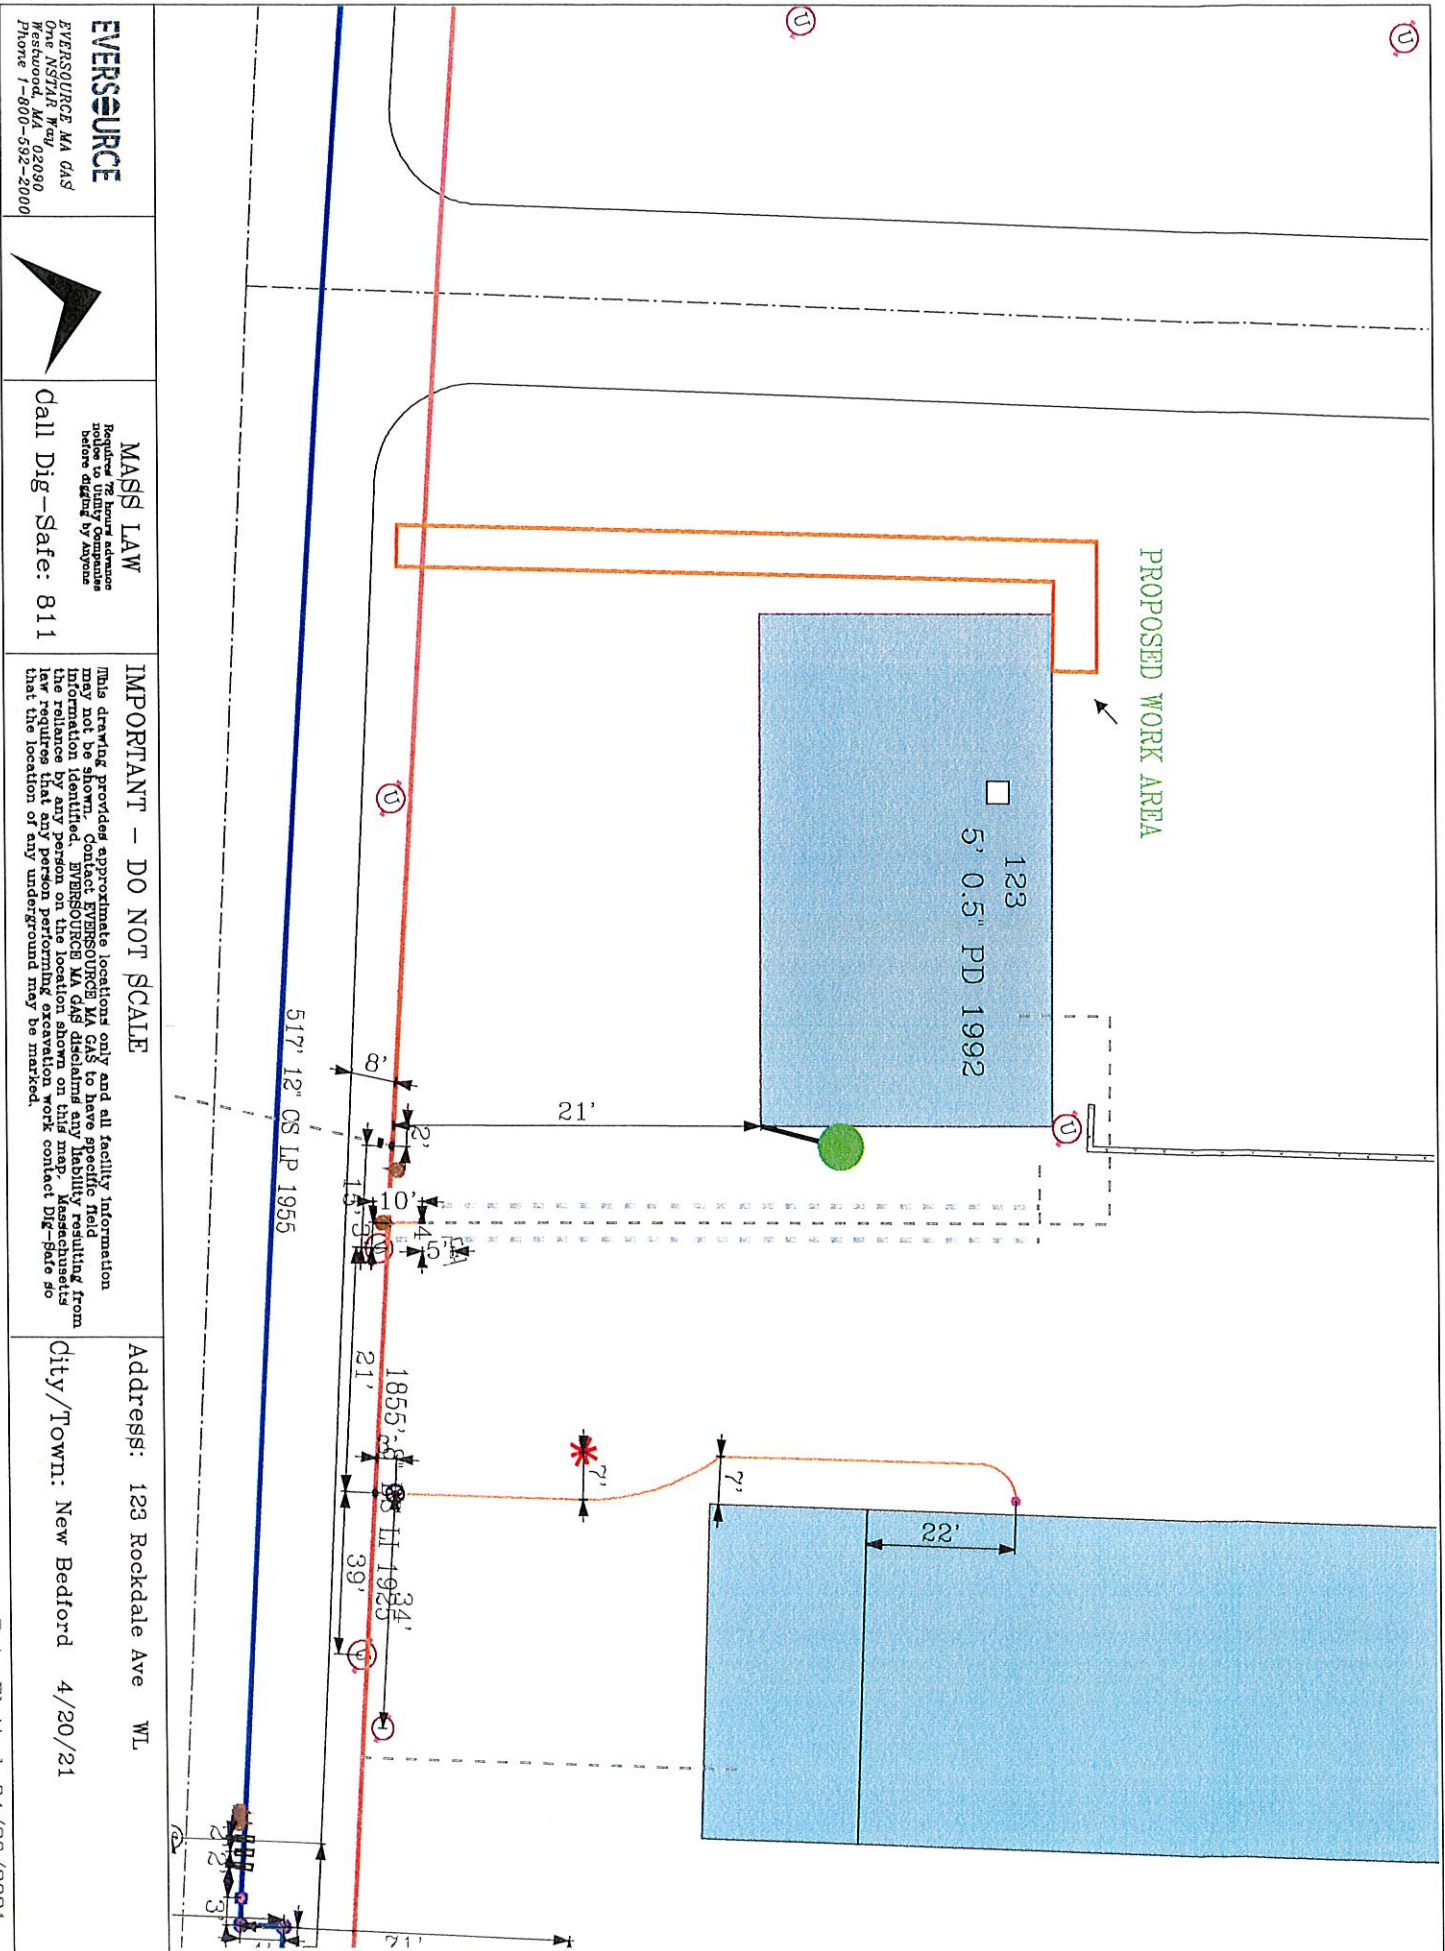 PROPOSED WORK AREA
123
5' 0.5" PD 1992
U
U
U
U
21'
8'
2'
10'
4'
5'
15'
3'
517' 12" CS LP 1955
21'
39'
34'
7'
7'
22'
2'
2'
3'
71'
EVERSOURCE
EVERSOURCE MA GAS
One NSTAR Way
Westwood, MA 02090
Phone 1-800-592-2000
MASS LAW
Requires 72 hours advance
notice to Utility Companies
before digging by Anyone
Call Dig-Safe: 811
IMPORTANT - DO NOT SCALE
This drawing provides approximate locations only and all facility information
may not be shown. Contact EVERSOURCE MA GAS to have specific field
information identified. EVERSOURCE MA GAS disclaims any liability resulting from
the reliance by any person on the location shown on this map. Massachusetts
law requires that any person performing excavation work contact Dig-Safe so
that the location of any underground may be marked.
Address: 123 Rockdale Ave WL
City/Town: New Bedford 4/20/21